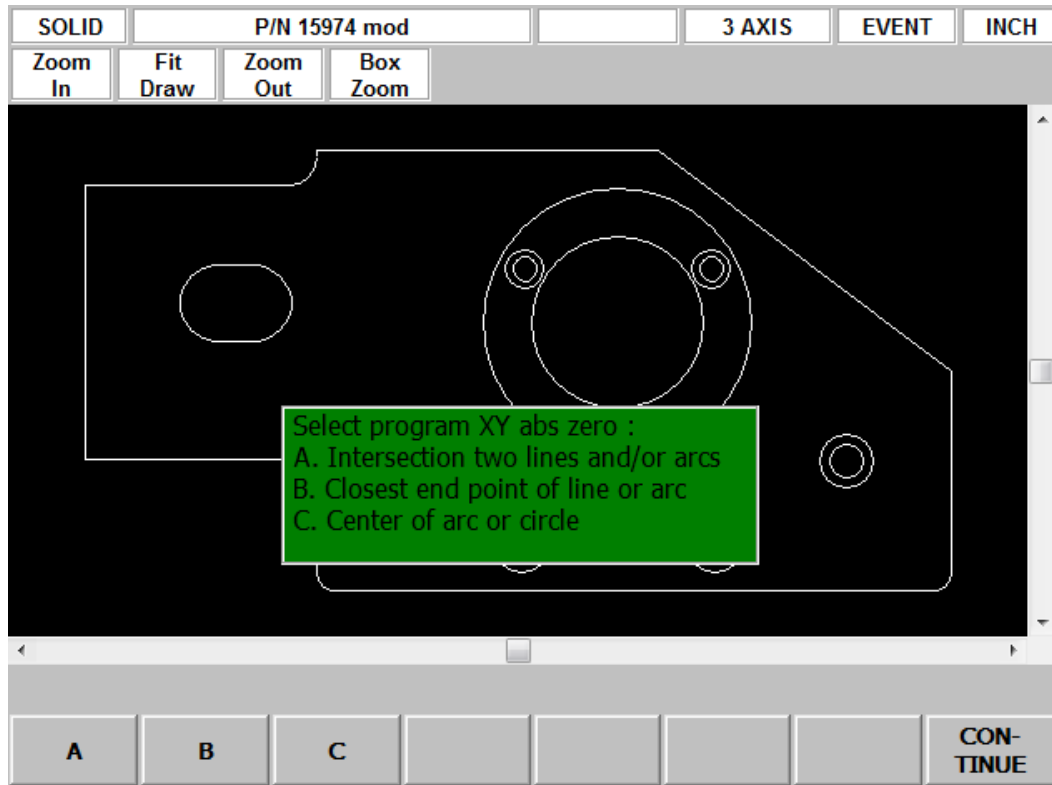 SOLID P/N 15974 mod 3 AXIS EVENT INCH
Zoom In
Fit Draw
Zoom Out
Box Zoom
Select program XY abs zero :
A. Intersection two lines and/or arcs
B. Closest end point of line or arc
C. Center of arc or circle
A B C CON-
TINUE